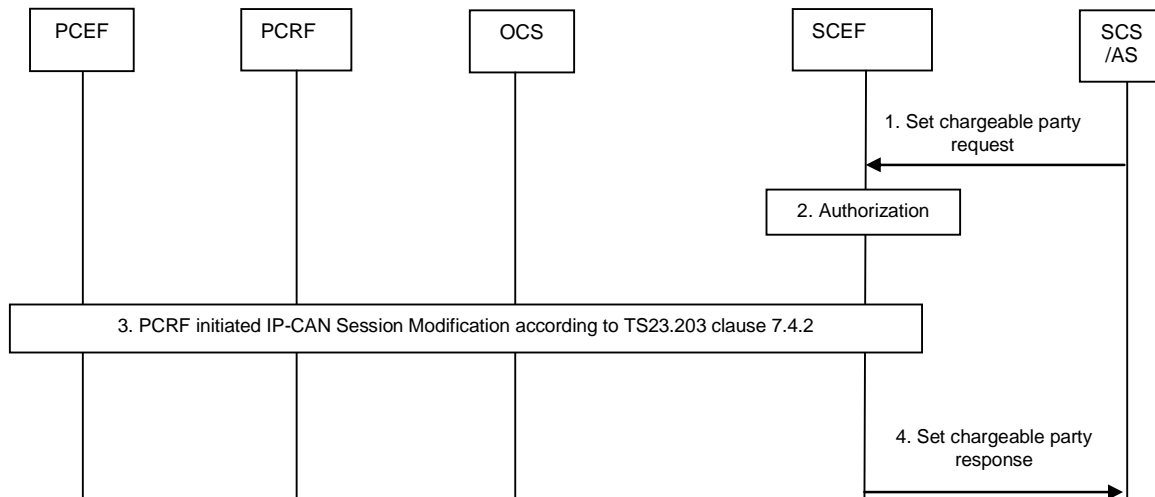 PCEF
PCRF
OCS
SCEF
SCS
/AS
1. Set chargeable party
request
2. Authorization
3. PCRF initiated IP-CAN Session Modification according to TS23.203 clause 7.4.2
4. Set chargeable party
response